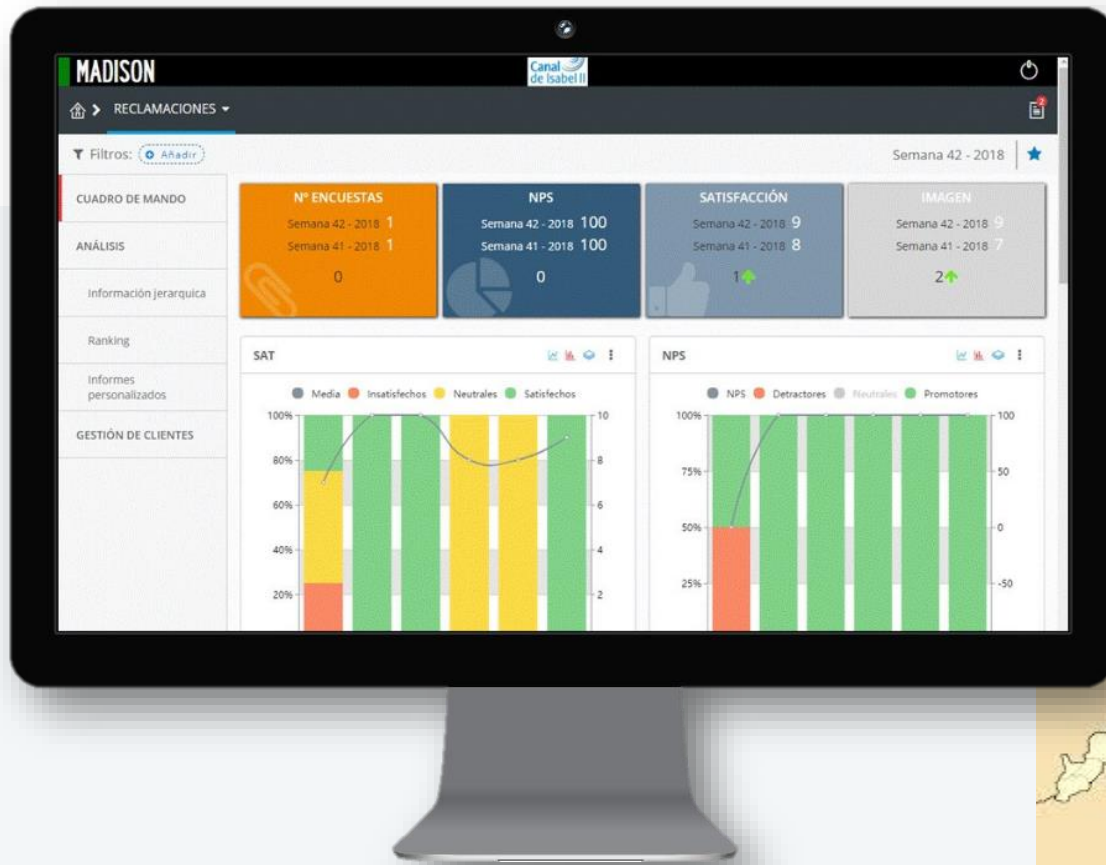 MADISON
Canal
de Isabel II
RECLAMACIONES
2
Filtros: Añadir
Semana 42 - 2018
CUADRO DE MANDO
ANÁLISIS
Información jerarquica
Ranking
Informes
personalizados
GESTIÓN DE CLIENTES
Nº ENCUESTAS
Semana 42 - 2018 1
Semana 41 - 2018 1
0
NPS
Semana 42 - 2018 100
Semana 41 - 2018 100
0
SATISFACCIÓN
Semana 42 - 2018 9
Semana 41 - 2018 8
1
IMAGEN
Semana 42 - 2018 9
Semana 41 - 2018 7
2
SAT
Media Insatisfechos Neutrales Satisfechos
100%
80%
60%
40%
20%
10
8
6
4
2
NPS
NPS Detractores Neutrales Promotores
100%
75%
50%
25%
100
50
0
-50